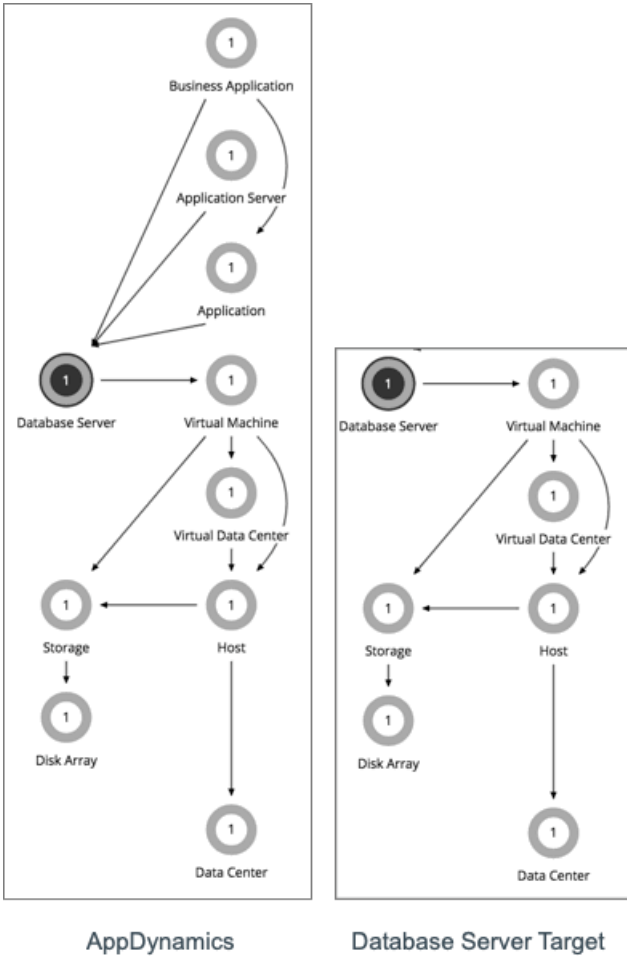 1
Business Application
1
Application Server
1
Application
1
Database Server
1
Virtual Machine
1
Virtual Data Center
1
Storage
1
Host
1
Disk Array
1
Data Center
AppDynamics
1
Database Server
1
Virtual Machine
1
Virtual Data Center
1
Storage
1
Host
1
Disk Array
1
Data Center
Database Server Target